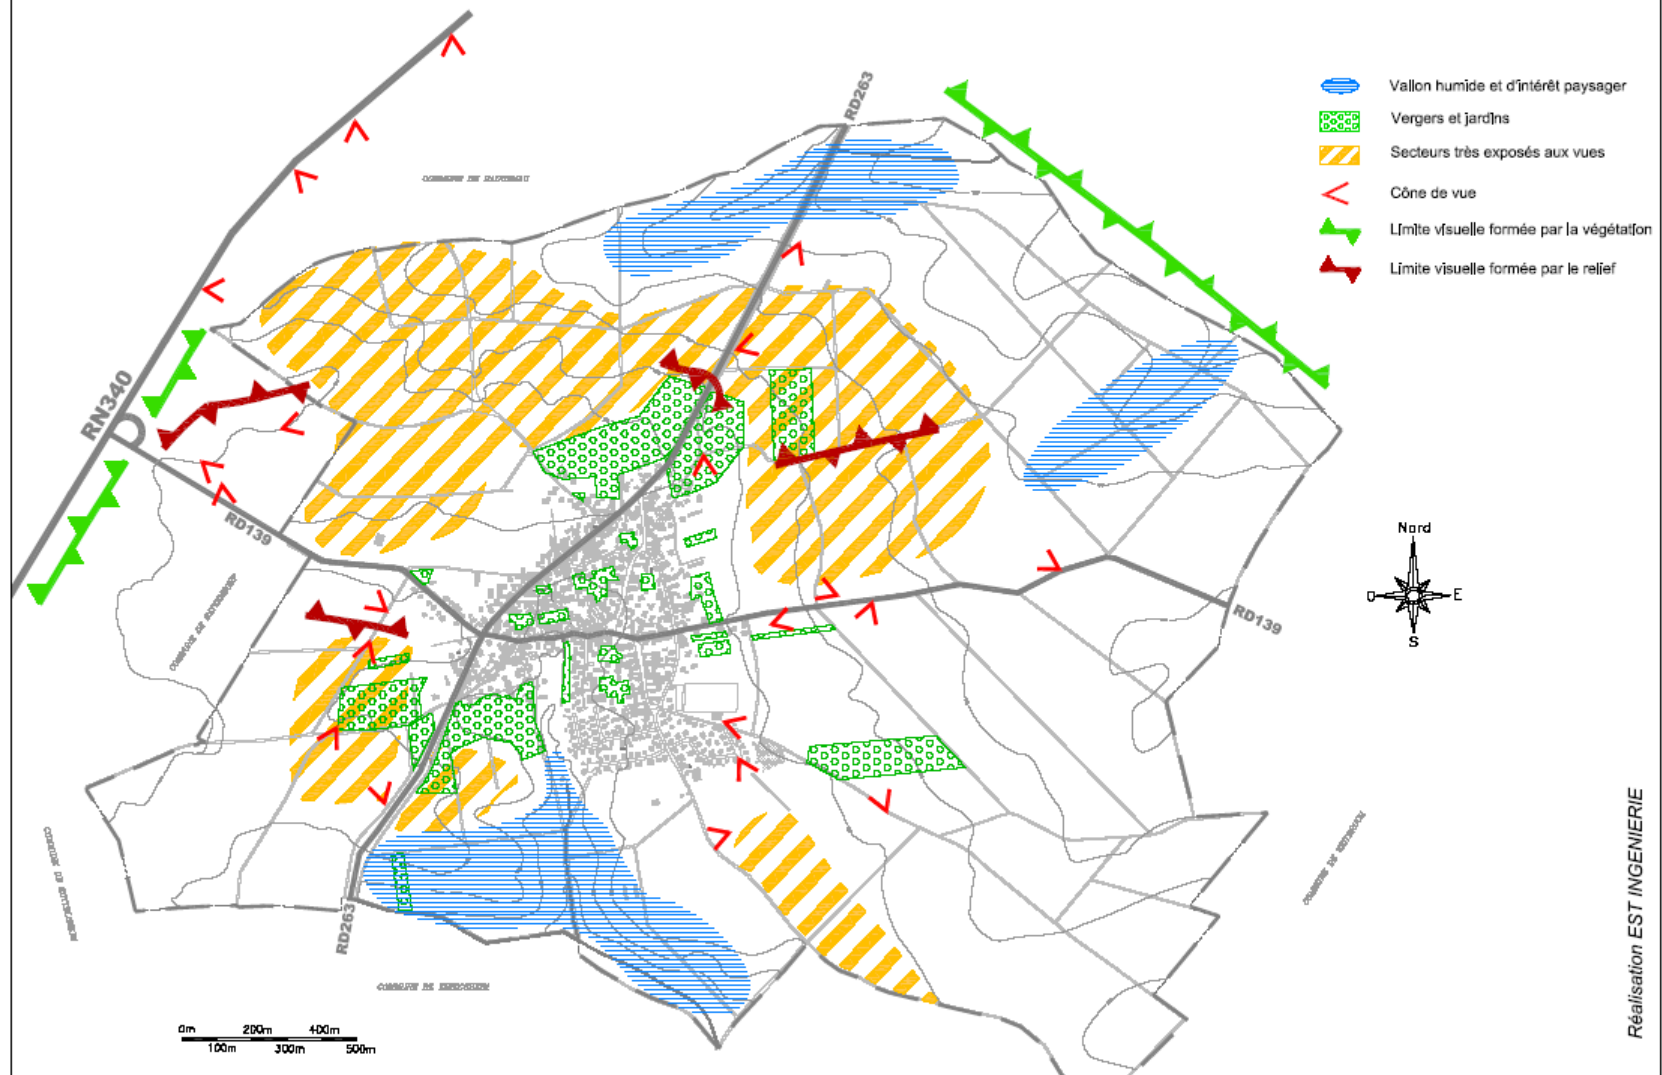 RD263
Vallon humide et d'intérêt paysager
Vergers et jardins
Secteurs très exposés aux vues
Cône de vue
Limite visuelle formée par la végétation
Limite visuelle formée par le relief
RN340
RD139
Nord
O
E
S
RD139
RD263
0m
200m
400m
100m
300m
500m
Réalisation EST INGENIERIE